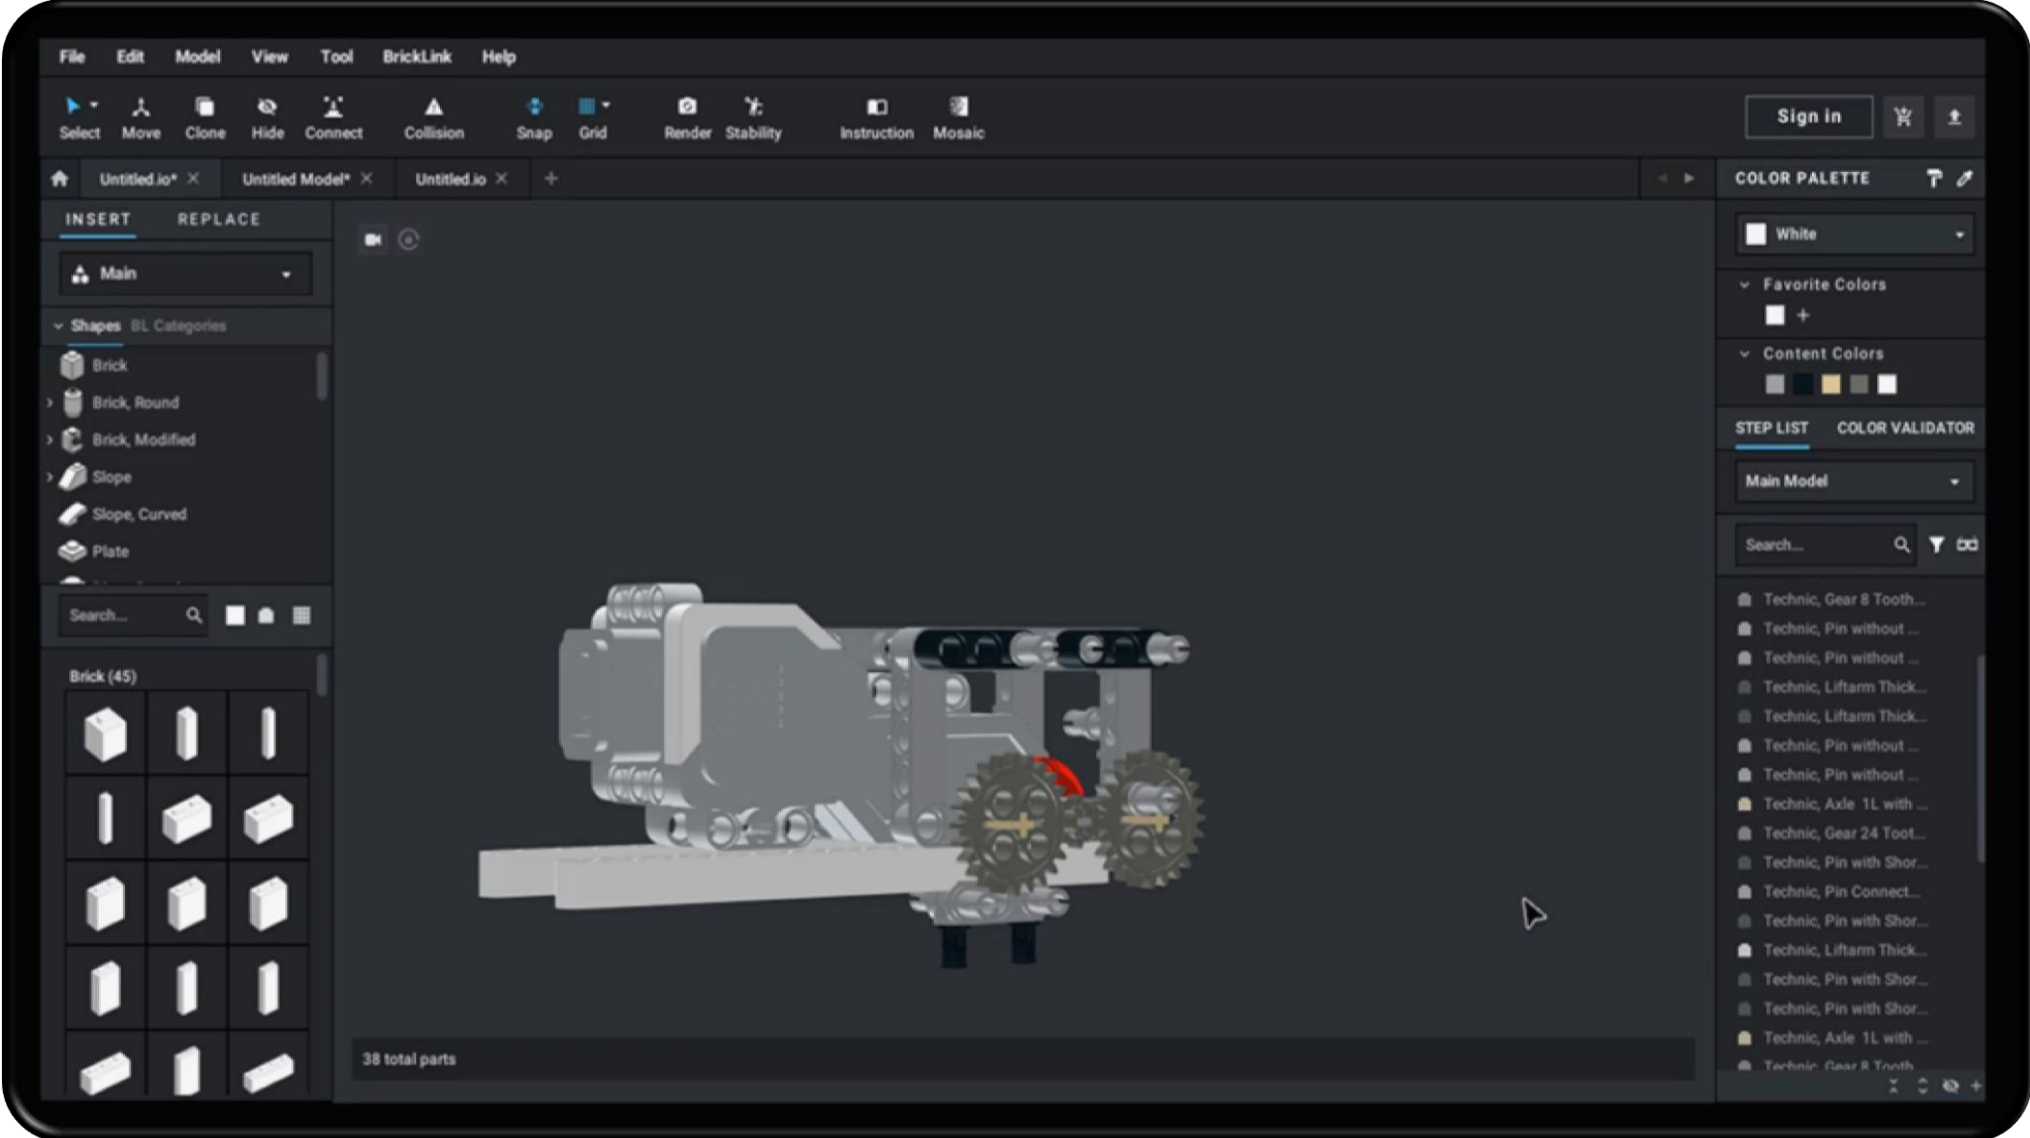 File Edit Model View Tool BrickLink Help
Select Move Clone Hide Connect Collision Snap Grid Render Stability Instruction Mosaic
Sign in
Untitled.io* Untitled Model* Untitled.io
INSERT REPLACE
Main
Shapes BL Categories
Brick
Brick, Round
Brick, Modified
Slope
Slope, Curved
Plate
Search...
Brick (45)
38 total parts
COLOR PALETTE
White
Favorite Colors
Content Colors
STEP LIST COLOR VALIDATOR
Main Model
Search...
Technic, Gear 8 Tooth...
Technic, Pin without ...
Technic, Pin without ...
Technic, Liftarm Thick...
Technic, Liftarm Thick...
Technic, Pin without ...
Technic, Pin without ...
Technic, Axle 1L with ...
Technic, Gear 24 Toot...
Technic, Pin with Shor...
Technic, Pin Connect...
Technic, Pin with Shor...
Technic, Liftarm Thick...
Technic, Pin with Shor...
Technic, Pin with Shor...
Technic, Axle 1L with ...
Technic, Gear 8 Tooth